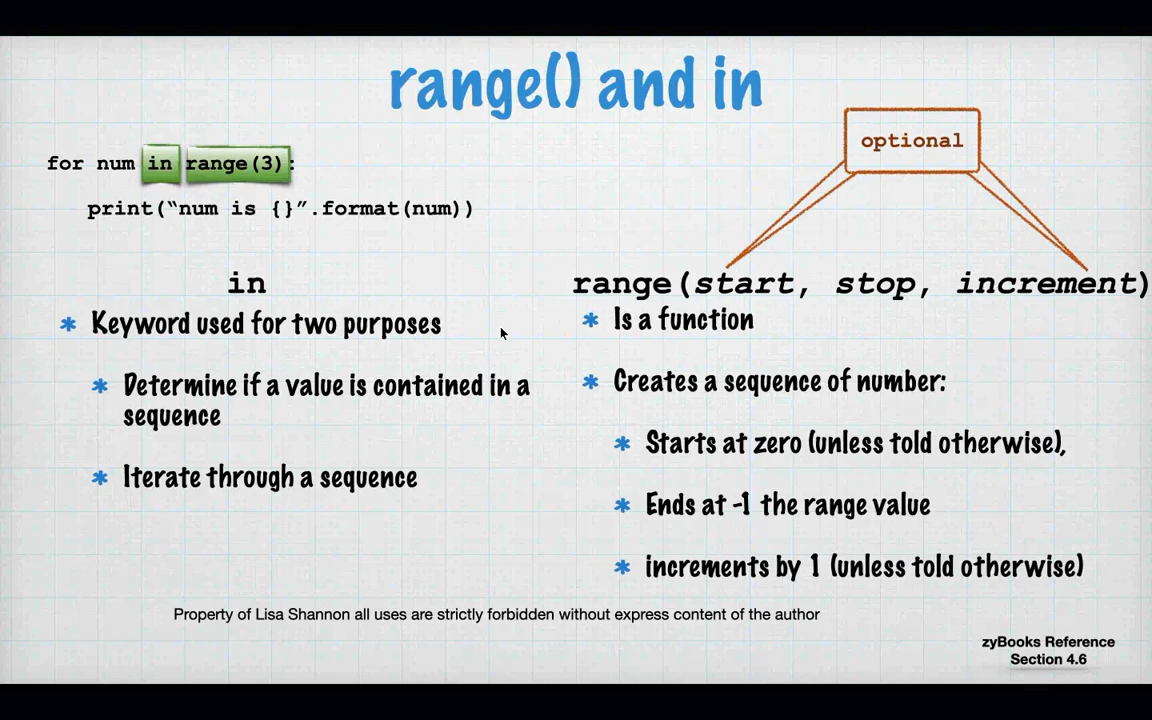 range() and in
for num in range(3):
print(“num is {}”.format(num))
optional
in
Keyword used for two purposes
Determine if a value is contained in a
sequence
Iterate through a sequence
range(start, stop, increment)
Is a function
Creates a sequence of number:
Starts at zero (unless told otherwise),
Ends at -1 the range value
increments by 1 (unless told otherwise)
Property of Lisa Shannon all uses are strictly forbidden without express content of the author
zyBooks Reference
Section 4.6